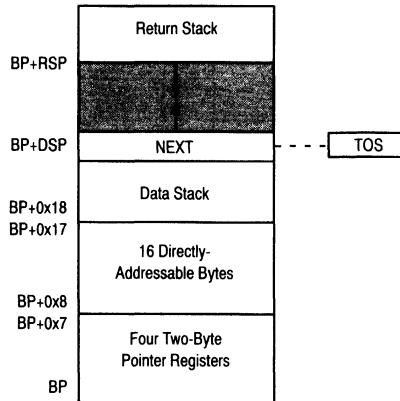 Return Stack
BP+RSP
BP+DSP
NEXT
TOS
Data Stack
BP+0x18
BP+0x17
16 Directly-
Addressable Bytes
BP+0x8
BP+0x7
Four Two-Byte
Pointer Registers
BP